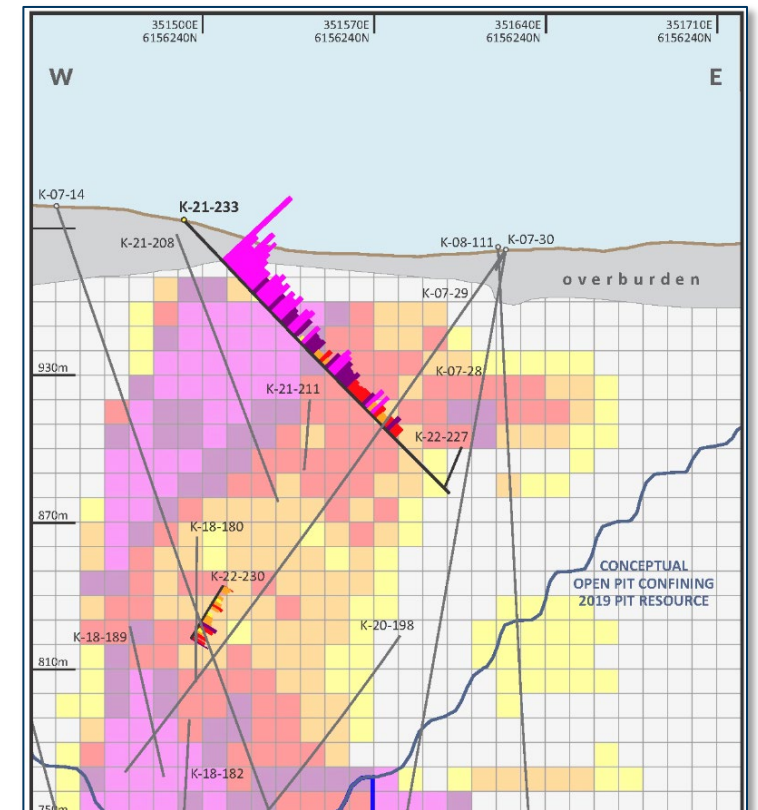 351500E
6156240N
351570E
6156240N
351640E
6156240N
351710E
6156240N
W
E
K-07-14
K-21-233
K-21-208
K-08-111
K-07-30
overburden
K-07-29
930m
K-07-28
K-21-211
K-22-227
870m
K-18-180
CONCEPTUAL
OPEN PIT CONFINING
2019 PIT RESOURCE
K-22-230
K-20-198
K-18-189
810m
K-18-182
750m